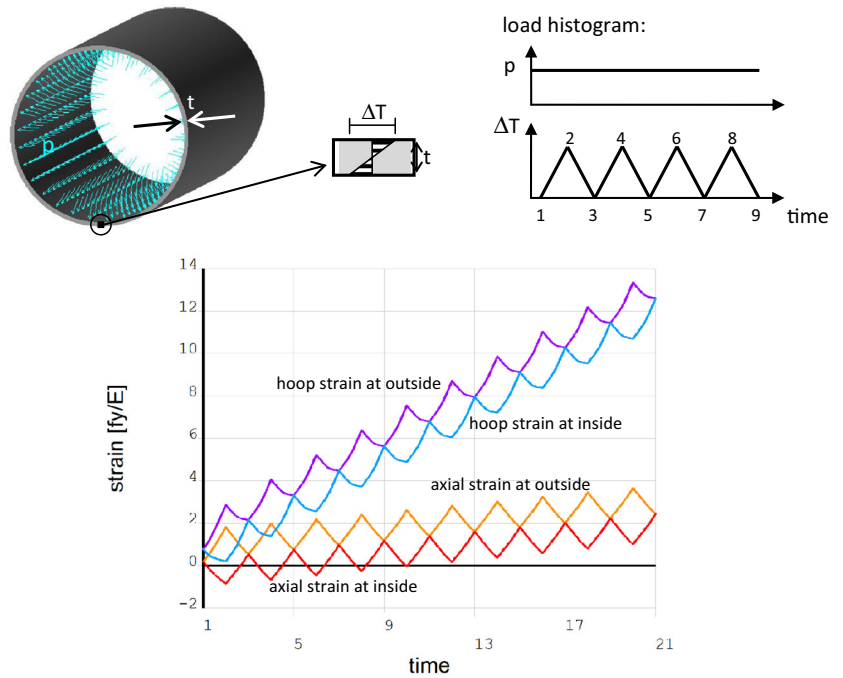 load histogram:
p
t
ΔT
p
t
ΔT
2 4 6 8
1 3 5 7 9 time
14
12
10
8
6
4
2
0
-2
strain [fy/E]
hoop strain at outside
hoop strain at inside
axial strain at outside
axial strain at inside
1 9 17
5 13 21
time